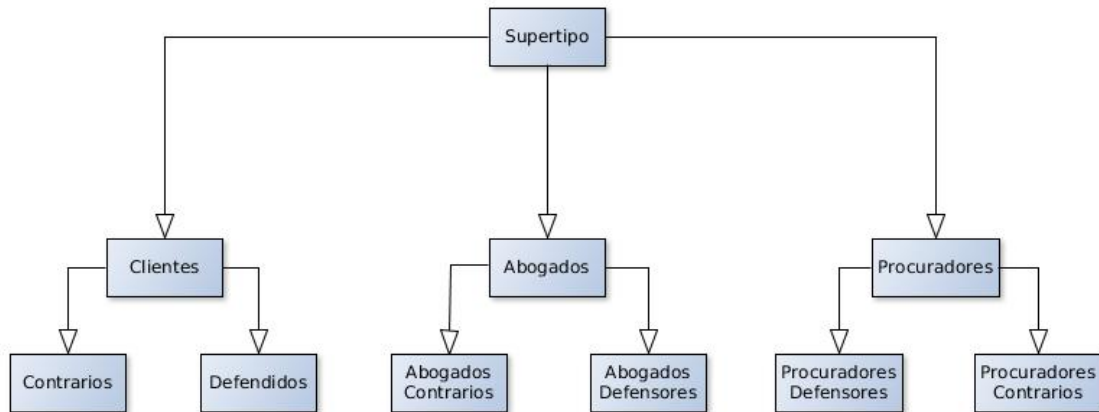 Supertipo
Clientes
Abogados
Procuradores
Contrarios
Defendidos
Abogados
Contrarios
Abogados
Defensores
Procuradores
Defensores
Procuradores
Contrarios